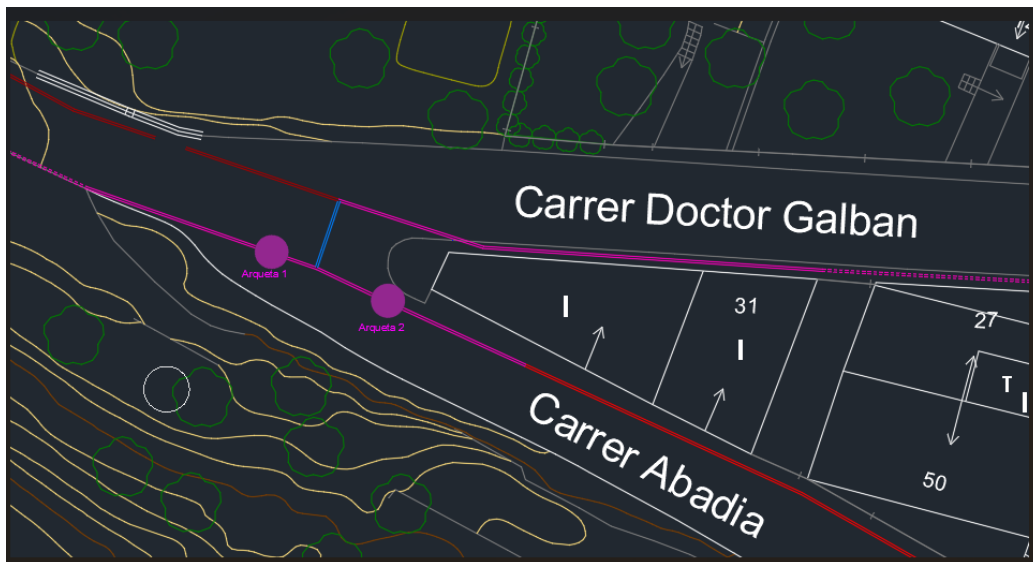 Carrer Doctor Galban
Arqueta 1
Arqueta 2
I
31
I
27
T
I
50
Carrer Abadia